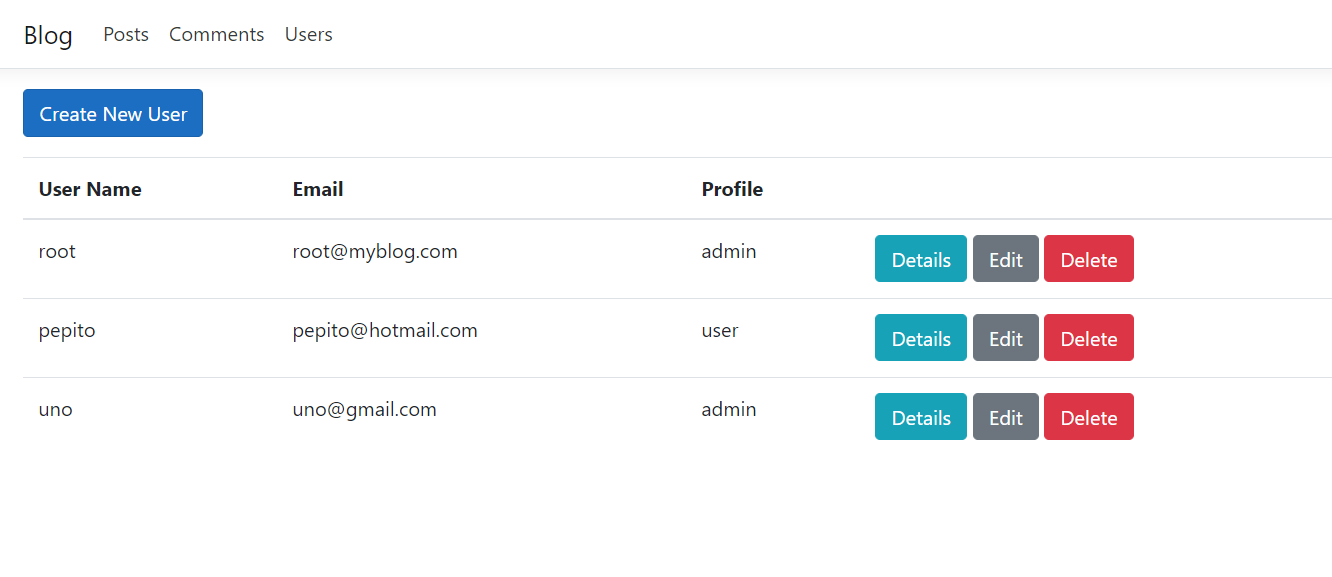 Blog Posts Comments Users
Create New User
User Name Email Profile
root root@myblog.com admin Details Edit Delete
pepito pepito@hotmail.com user Details Edit Delete
uno uno@gmail.com admin Details Edit Delete